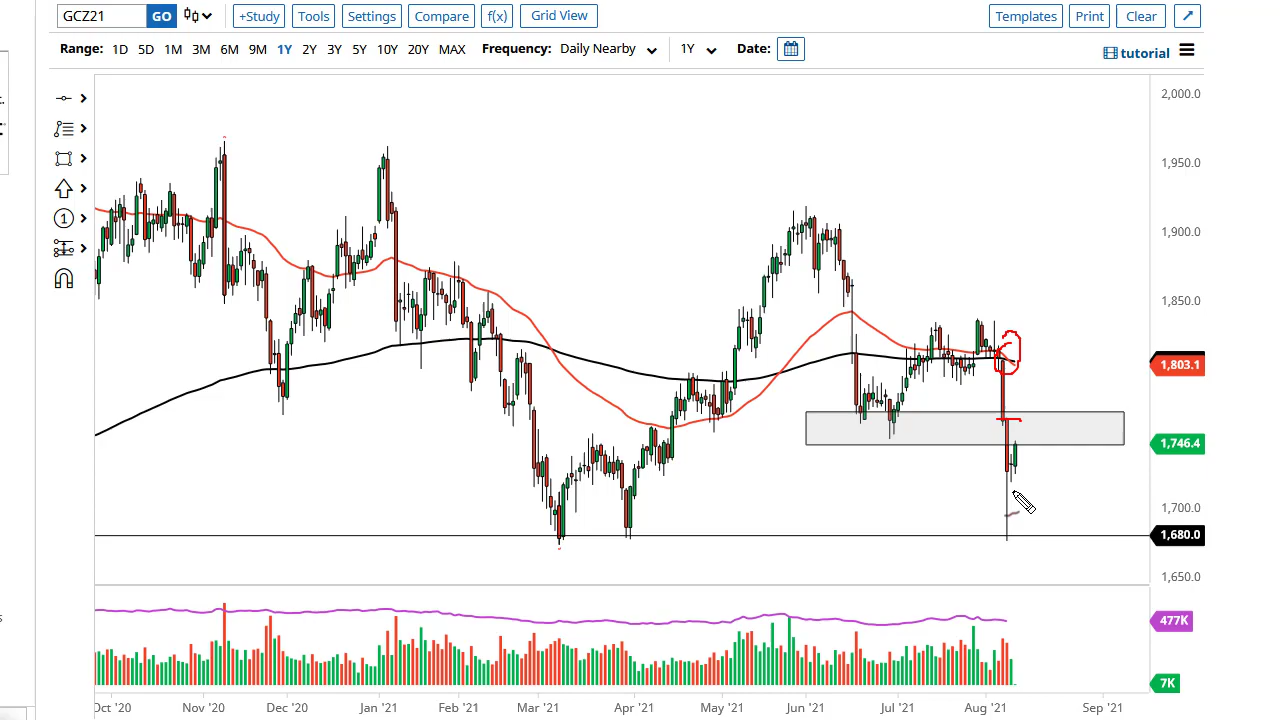 GCZ21 GO +Study Tools Settings Compare f(x) Grid View Templates Print Clear
Range: 1D 5D 1M 3M 6M 9M 1Y 2Y 3Y 5Y 10Y 20Y MAX Frequency: Daily Nearby 1Y Date:
tutorial
2,000.0
1,950.0
1,900.0
1,850.0
1,803.1
1,746.4
1,700.0
1,680.0
1,650.0
477K
7K
Oct '20 Nov '20 Dec '20 Jan '21 Feb '21 Mar '21 Apr '21 May '21 Jun '21 Jul '21 Aug '21 Sep '21
1